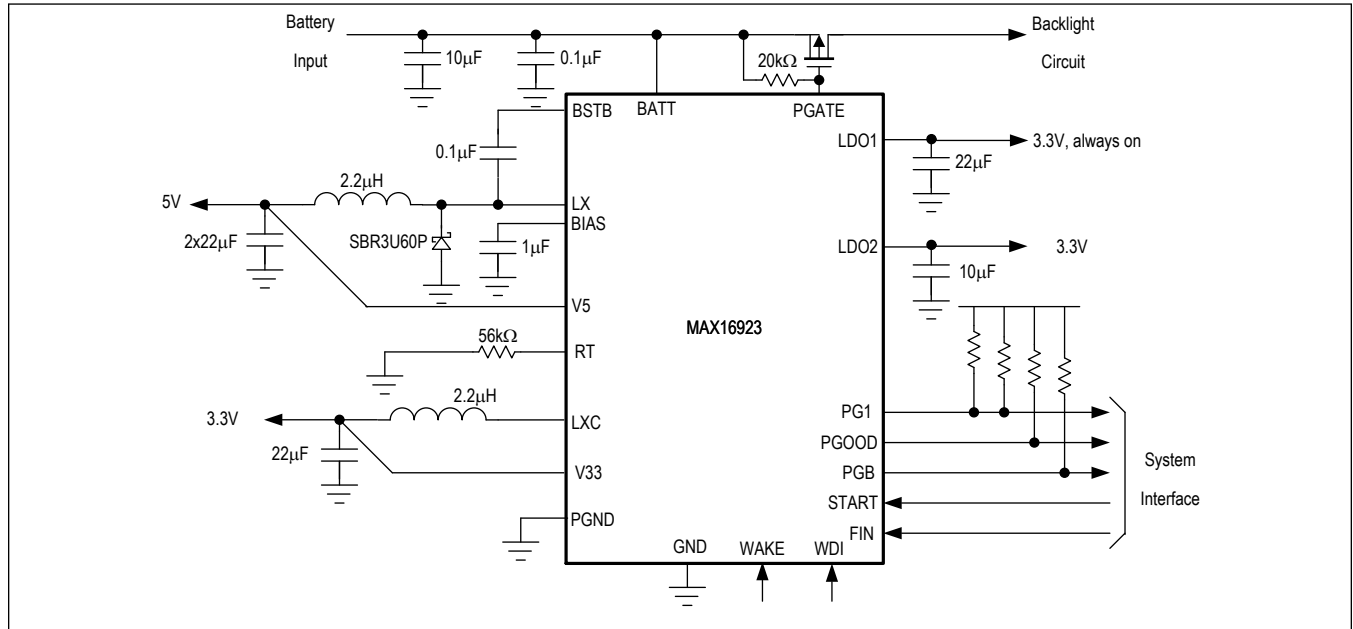 Battery
Input
Backlight
Circuit
10μF
0.1μF
20kΩ
BSTB
BATT
PGATE
LDO1
3.3V, always on
22μF
0.1μF
2.2μH
5V
LX
BIAS
2x22μF
SBR3U60P
1μF
LDO2
3.3V
10μF
V5
MAX16923
56kΩ
RT
2.2μH
3.3V
LXC
22μF
V33
PG1
PGOOD
PGB
System
Interface
START
FIN
PGND
GND
WAKE
WDI